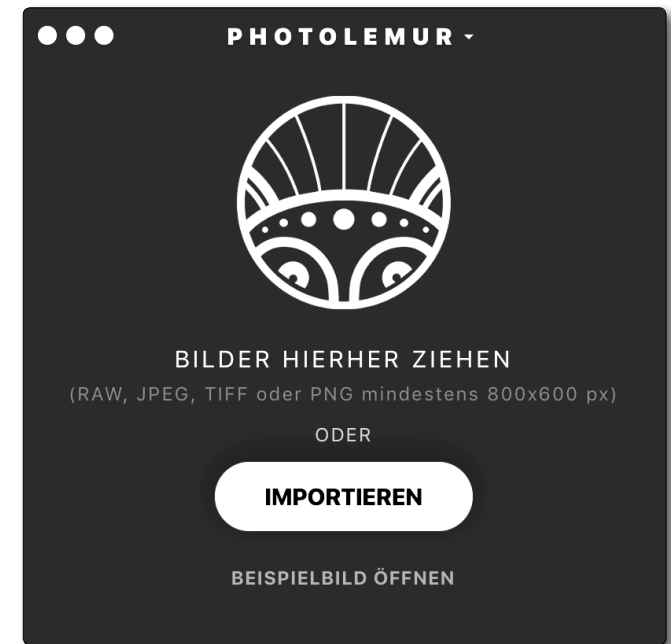 PHOTOLEMUR
BILDER HIERHER ZIEHEN
(RAW, JPEG, TIFF oder PNG mindestens 800x600 px)
ODER
IMPORTIEREN
BEISPIELBILD ÖFFNEN